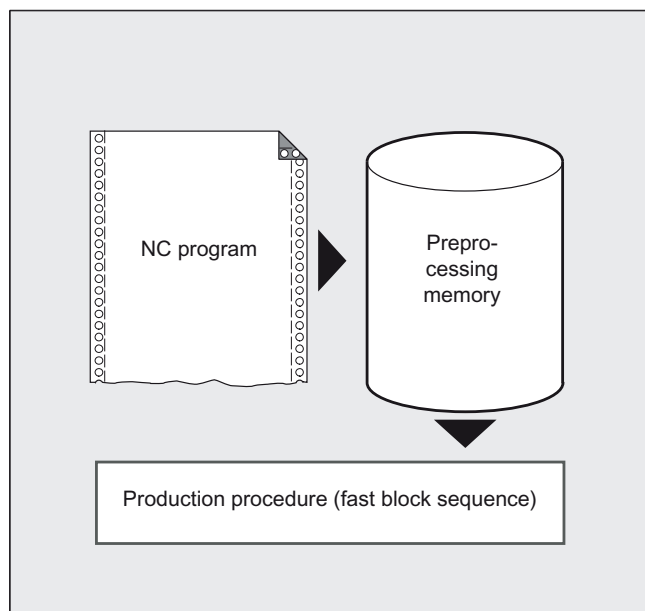 NC program
Prepro-
cessing
memory
Production procedure (fast block sequence)